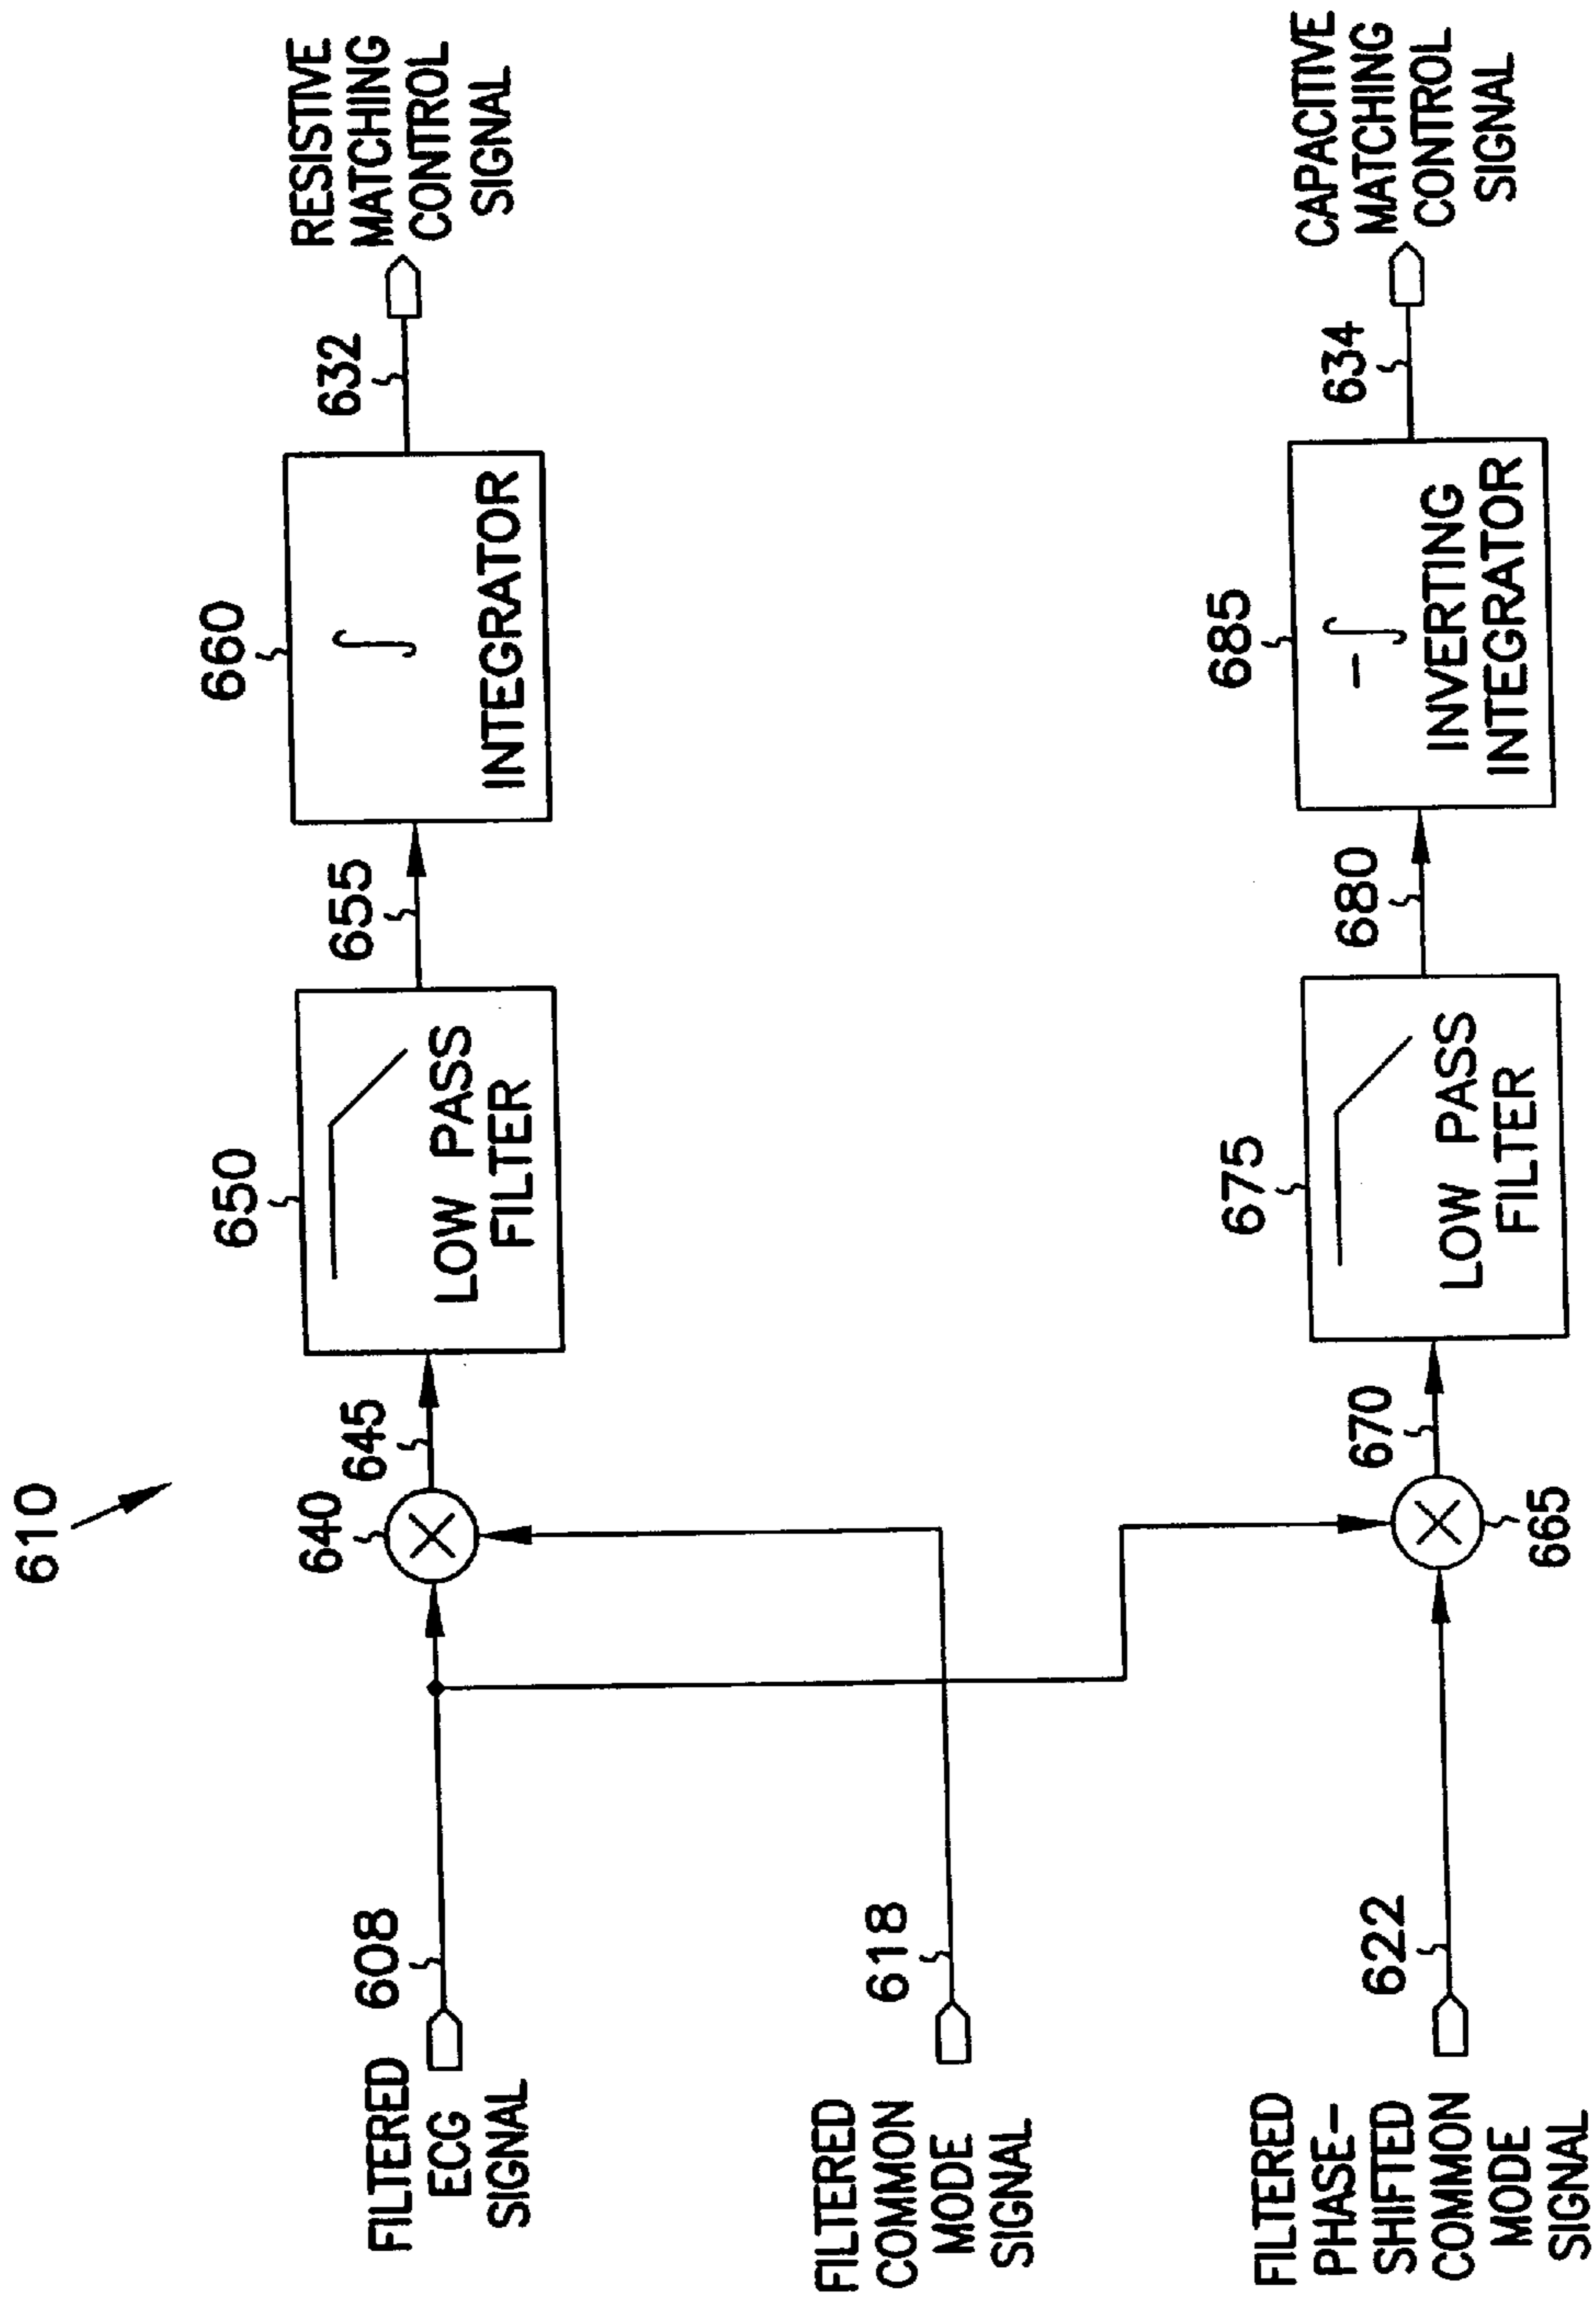 610
FILTERED
ECG
SIGNAL
608
640
645
650
LOW PASS
FILTER
655
660
∫
INTEGRATOR
632
RESISTIVE
MATCHING
CONTROL
SIGNAL
FILTERED
COMMON
MODE
SIGNAL
618
FILTERED
PHASE-
SHIFTED
COMMON
MODE
SIGNAL
622
665
670
675
LOW PASS
FILTER
680
685
-∫
INVERTING
INTEGRATOR
634
CAPACITIVE
MATCHING
CONTROL
SIGNAL